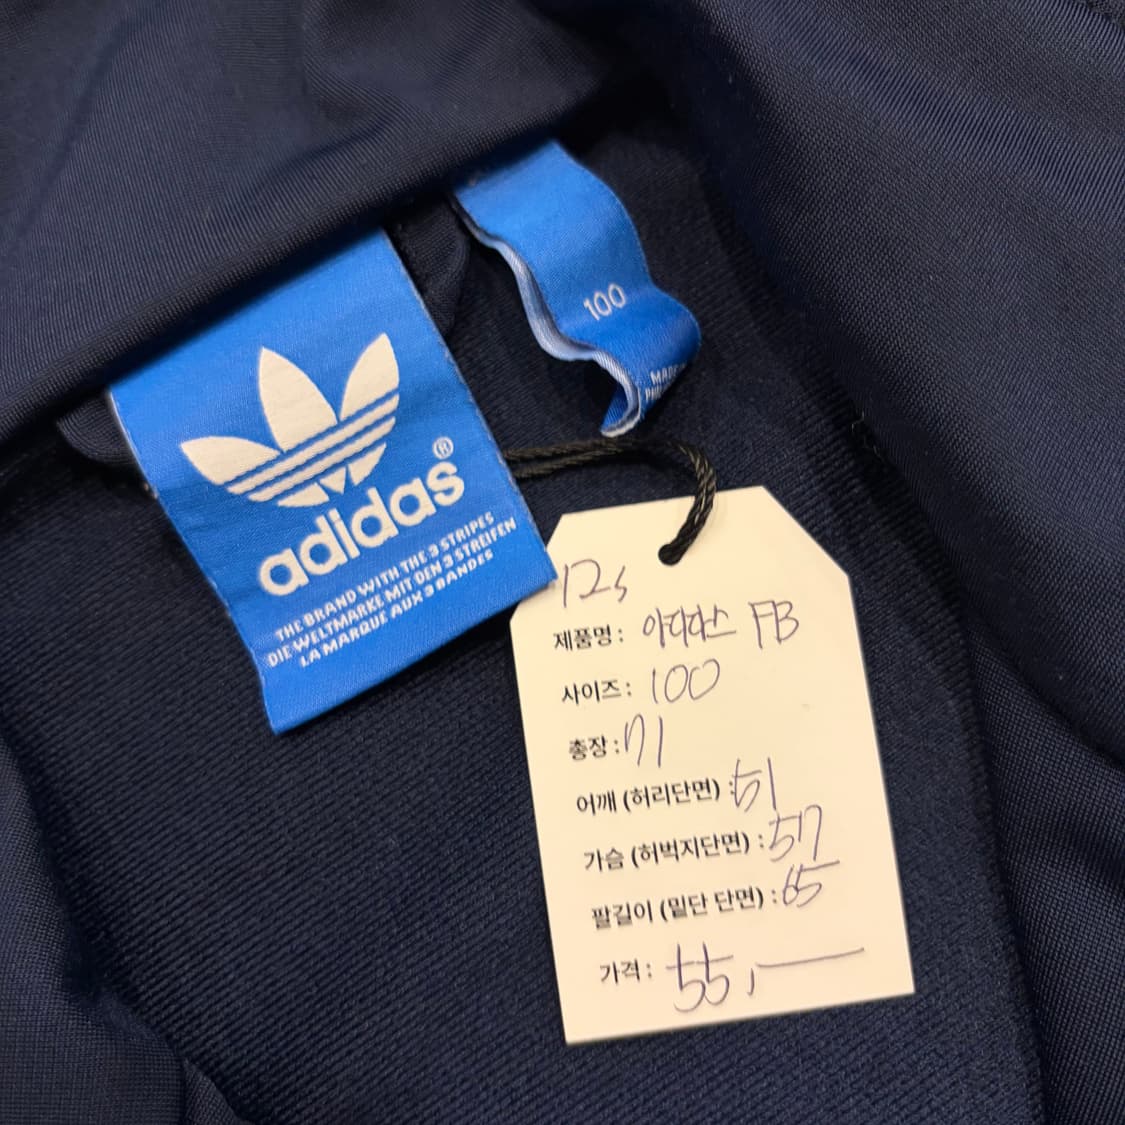 100
MADE
adidas®
THE BRAND WITH THE 3 STRIPES
DIE WELTMARKE MIT DEN 3 STREIFEN
LA MARQUE AUX 3 BANDES
12s
제품명 : 아디다스 FB
사이즈 : 100
총장 : 71
어깨 (허리단면) : 51
가슴 (허벅지단면) : 57
팔길이 (밑단 단면) : 65
가격 : 55,—